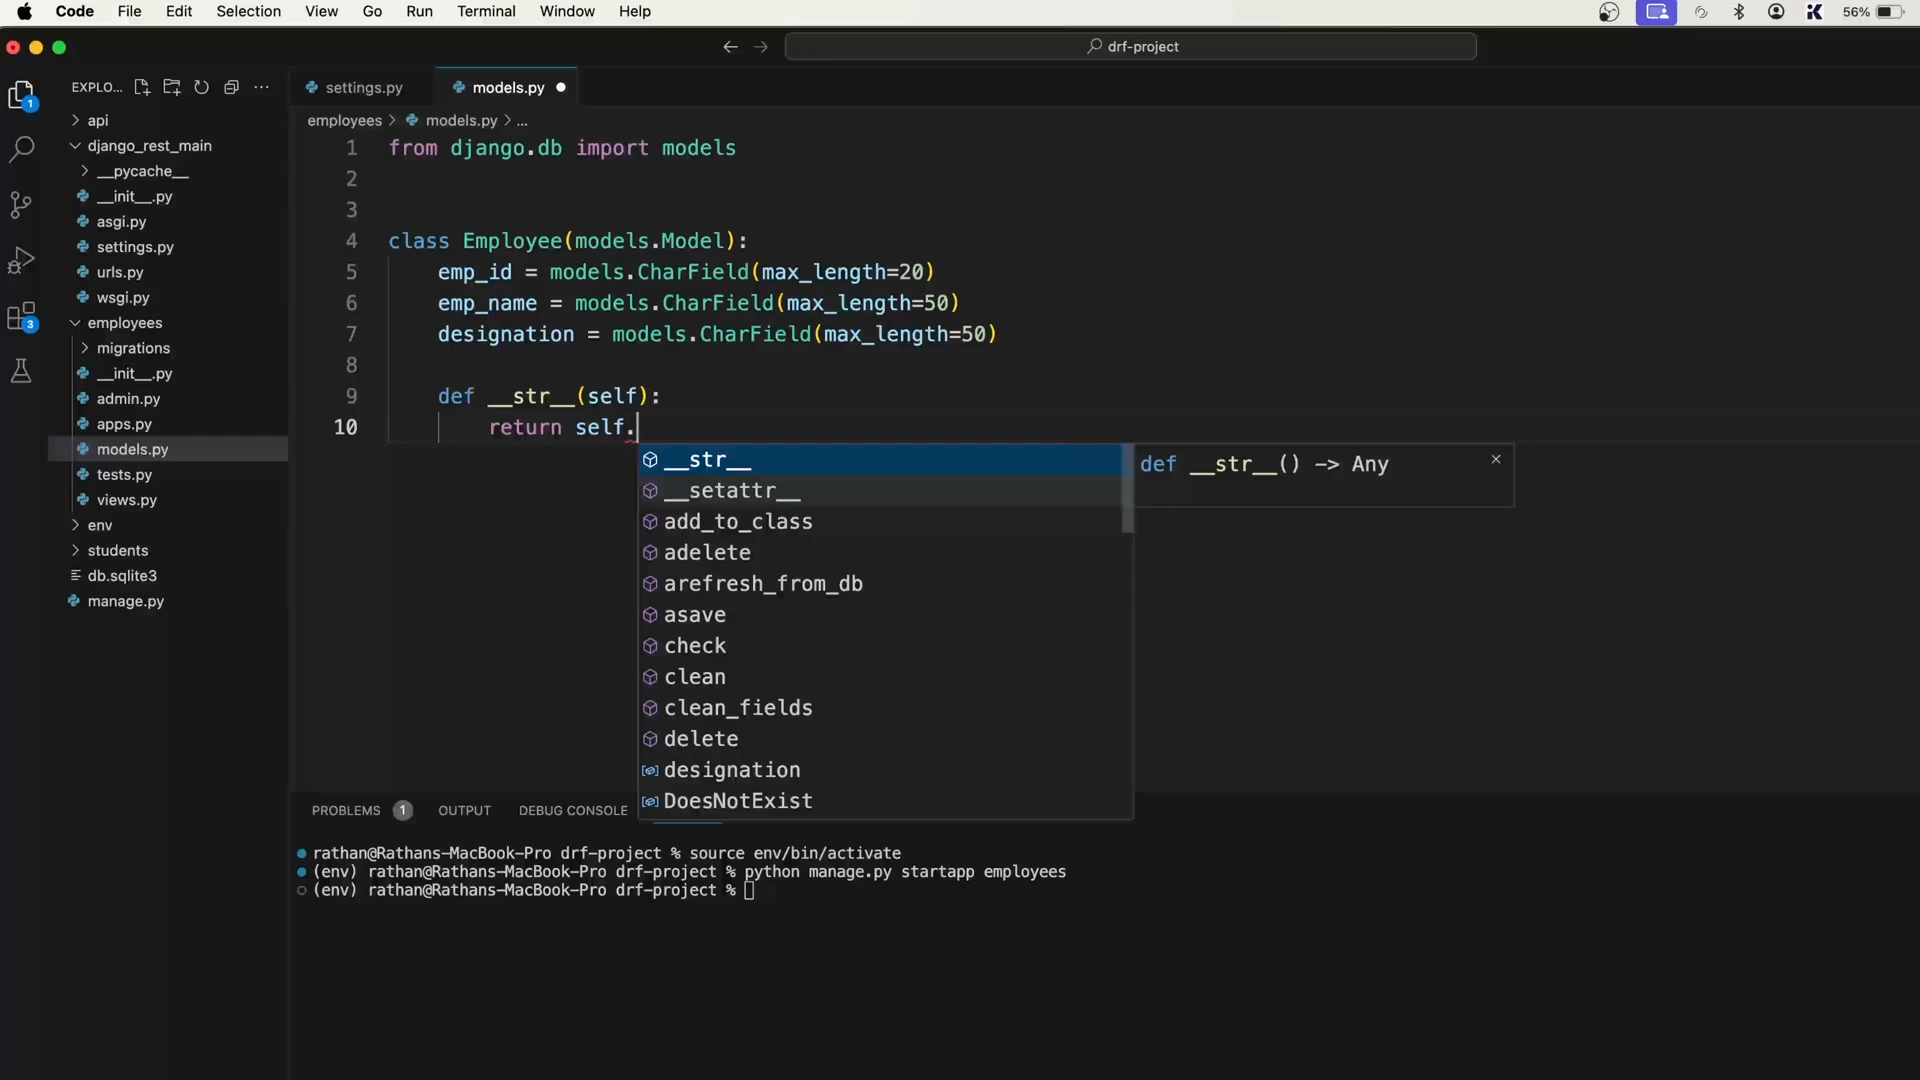 Code File Edit Selection View Go Run Terminal Window Help 56%
drf-project
EXPLO...
settings.py
models.py
1
employees > models.py > ...
api
django_rest_main
__pycache__
__init__.py
asgi.py
settings.py
urls.py
wsgi.py
employees
migrations
__init__.py
admin.py
apps.py
models.py
tests.py
views.py
env
students
db.sqlite3
manage.py
3
1 from django.db import models
2
3
4 class Employee(models.Model):
5 emp_id = models.CharField(max_length=20)
6 emp_name = models.CharField(max_length=50)
7 designation = models.CharField(max_length=50)
8
9 def __str__(self):
10 return self.
__str__
__setattr__
add_to_class
adelete
arefresh_from_db
asave
check
clean
clean_fields
delete
designation
DoesNotExist
def __str__() -> Any
PROBLEMS 1 OUTPUT DEBUG CONSOLE
rathan@Rathans-MacBook-Pro drf-project % source env/bin/activate
(env) rathan@Rathans-MacBook-Pro drf-project % python manage.py startapp employees
(env) rathan@Rathans-MacBook-Pro drf-project %